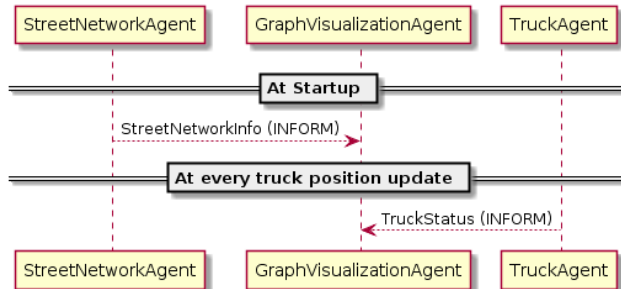 StreetNetworkAgent GraphVisualizationAgent TruckAgent
At Startup
StreetNetworkInfo (INFORM)
At every truck position update
TruckStatus (INFORM)
StreetNetworkAgent GraphVisualizationAgent TruckAgent